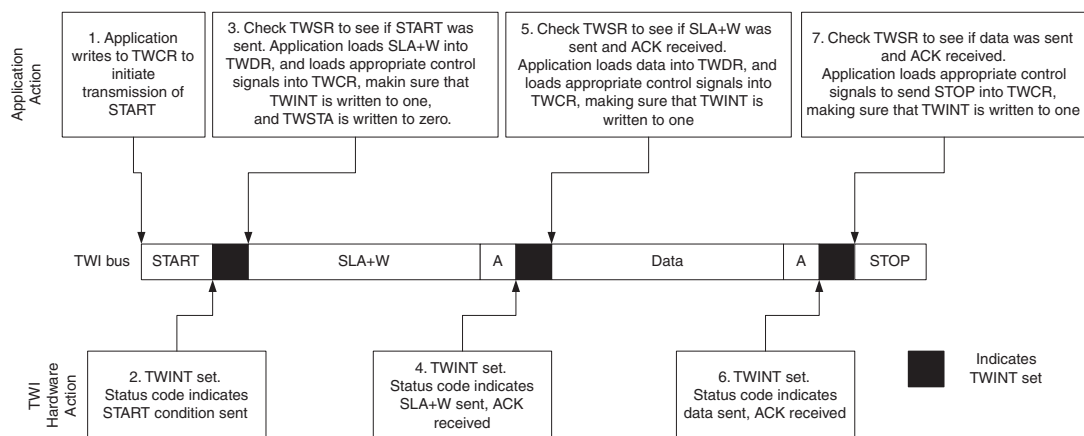 Application
Action
1. Application
writes to TWCR to
initiate
transmission of
START
3. Check TWSR to see if START was
sent. Application loads SLA+W into
TWDR, and loads appropriate control
signals into TWCR, makin sure that
TWINT is written to one,
and TWSTA is written to zero.
5. Check TWSR to see if SLA+W was
sent and ACK received.
Application loads data into TWDR, and
loads appropriate control signals into
TWCR, making sure that TWINT is
written to one
7. Check TWSR to see if data was sent
and ACK received.
Application loads appropriate control
signals to send STOP into TWCR,
making sure that TWINT is written to one
TWI bus
START
SLA+W
A
Data
A
STOP
TWI
Hardware
Action
2. TWINT set.
Status code indicates
START condition sent
4. TWINT set.
Status code indicates
SLA+W sent, ACK
received
6. TWINT set.
Status code indicates
data sent, ACK received
Indicates
TWINT set